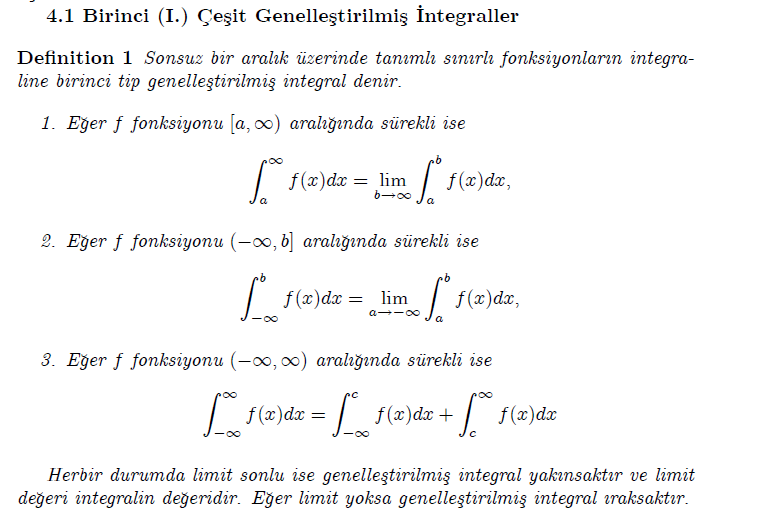 4.1 Birinci (I.) Çeşit Genelleştirilmiş İntegraller
Definition 1 Sonsuz bir aralık üzerinde tanımlı sınırlı fonksiyonların integra-
line birinci tip genelleştirilmiş integral denir.
1. Eğer f fonksiyonu [a, ∞) aralığında sürekli ise
∫_a^∞ f(x)dx = lim_{b→∞} ∫_a^b f(x)dx,
2. Eğer f fonksiyonu (−∞, b] aralığında sürekli ise
∫_{−∞}^b f(x)dx = lim_{a→−∞} ∫_a^b f(x)dx,
3. Eğer f fonksiyonu (−∞, ∞) aralığında sürekli ise
∫_{−∞}^∞ f(x)dx = ∫_{−∞}^c f(x)dx + ∫_c^∞ f(x)dx
Herbir durumda limit sonlu ise genelleştirilmiş integral yakınsaktır ve limit
değeri integralin değeridir. Eğer limit yoksa genelleştirilmiş integral ıraksaktır.